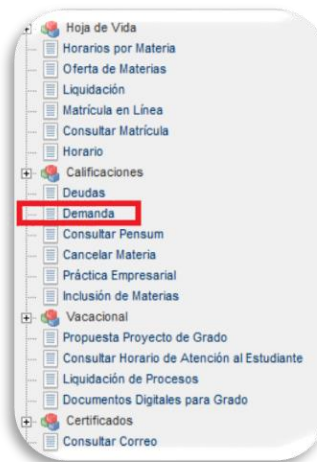 Hoja de Vida
Horarios por Materia
Oferta de Materias
Liquidación
Matrícula en Línea
Consultar Matrícula
Horario
Calificaciones
Deudas
Demanda
Consultar Pensum
Cancelar Materia
Práctica Empresarial
Inclusión de Materias
Vacacional
Propuesta Proyecto de Grado
Consultar Horario de Atención al Estudiante
Liquidación de Procesos
Documentos Digitales para Grado
Certificados
Consultar Correo